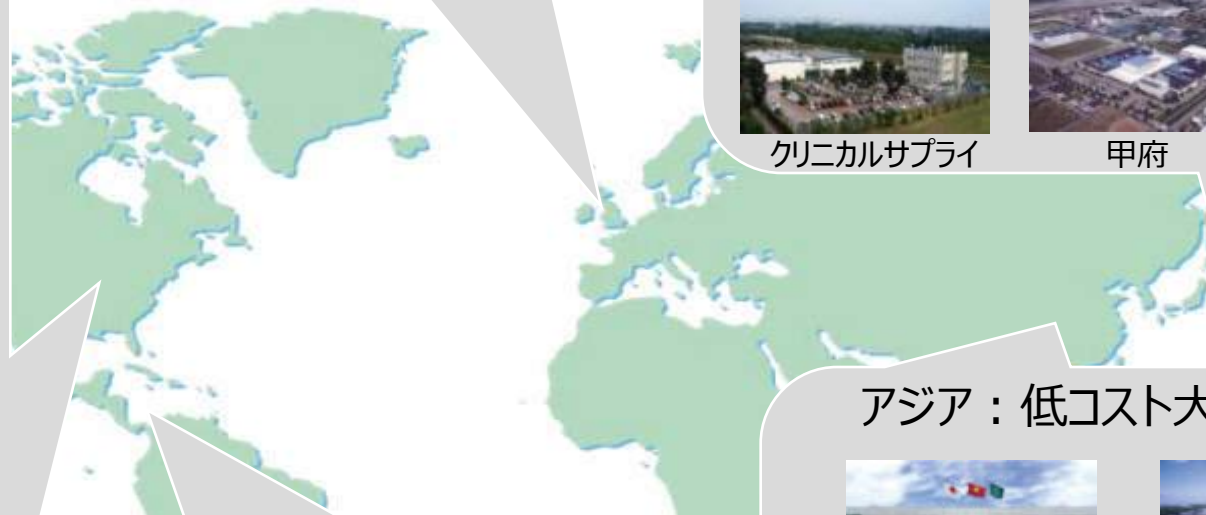 クリニカルサプライ
甲府
アジア：低コスト大